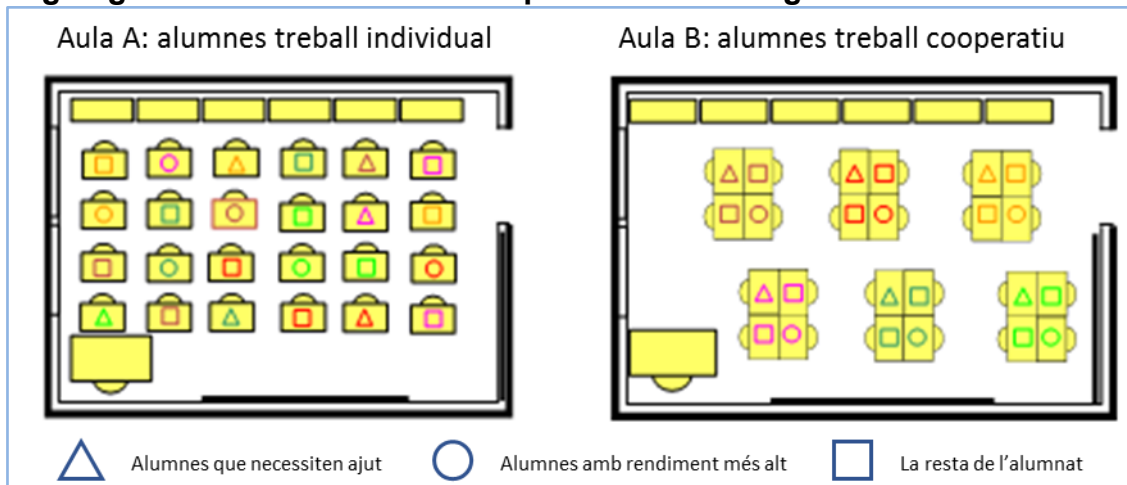 Aula A: alumnes treball individual
Aula B: alumnes treball cooperatiu
Alumnes que necessiten ajut
Alumnes amb rendiment més alt
La resta de l'alumnat